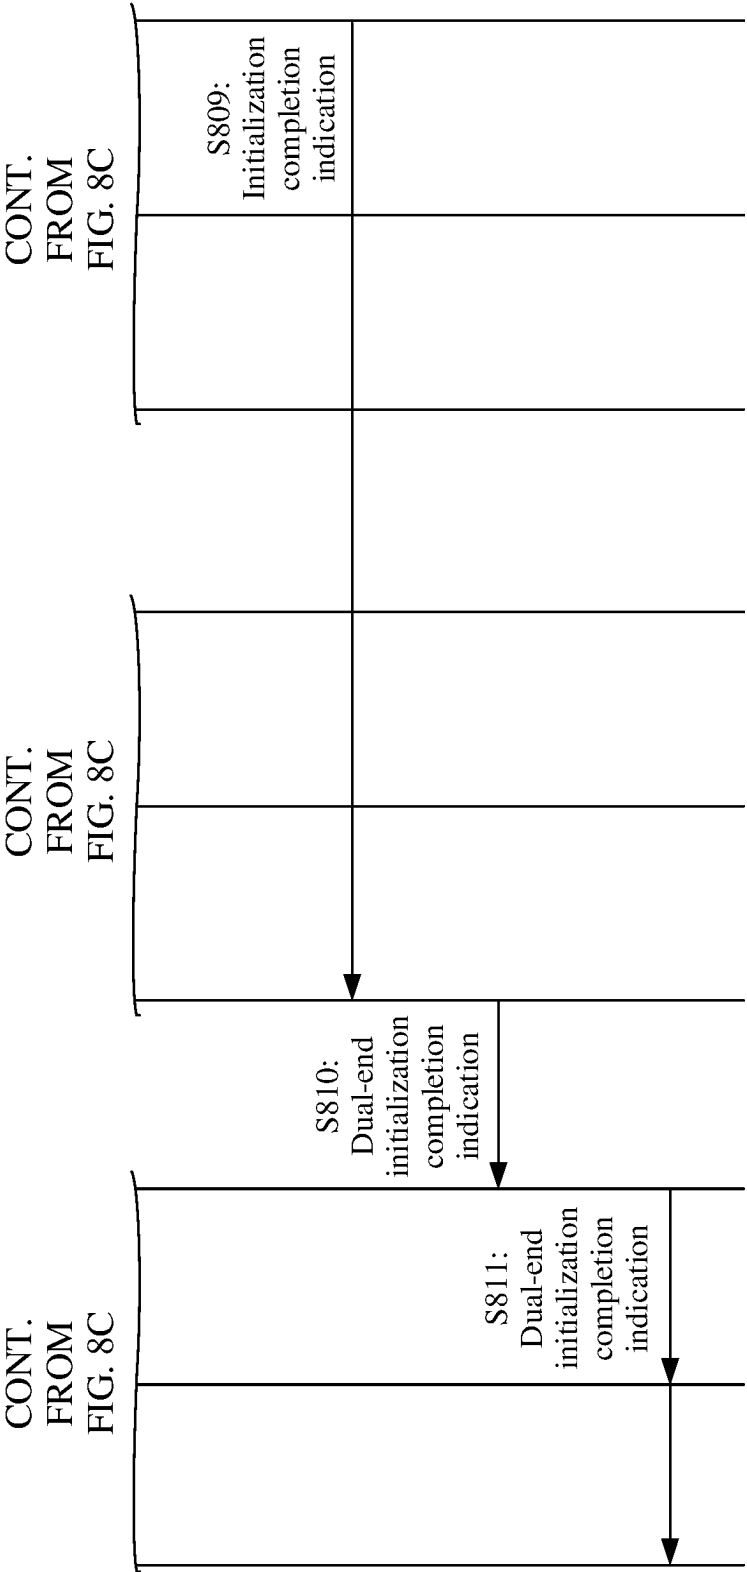 CONT.
FROM
FIG. 8C
CONT.
FROM
FIG. 8C
CONT.
FROM
FIG. 8C
S809:
Initialization
completion
indication
S810:
Dual-end
initialization
completion
indication
S811:
Dual-end
initialization
completion
indication